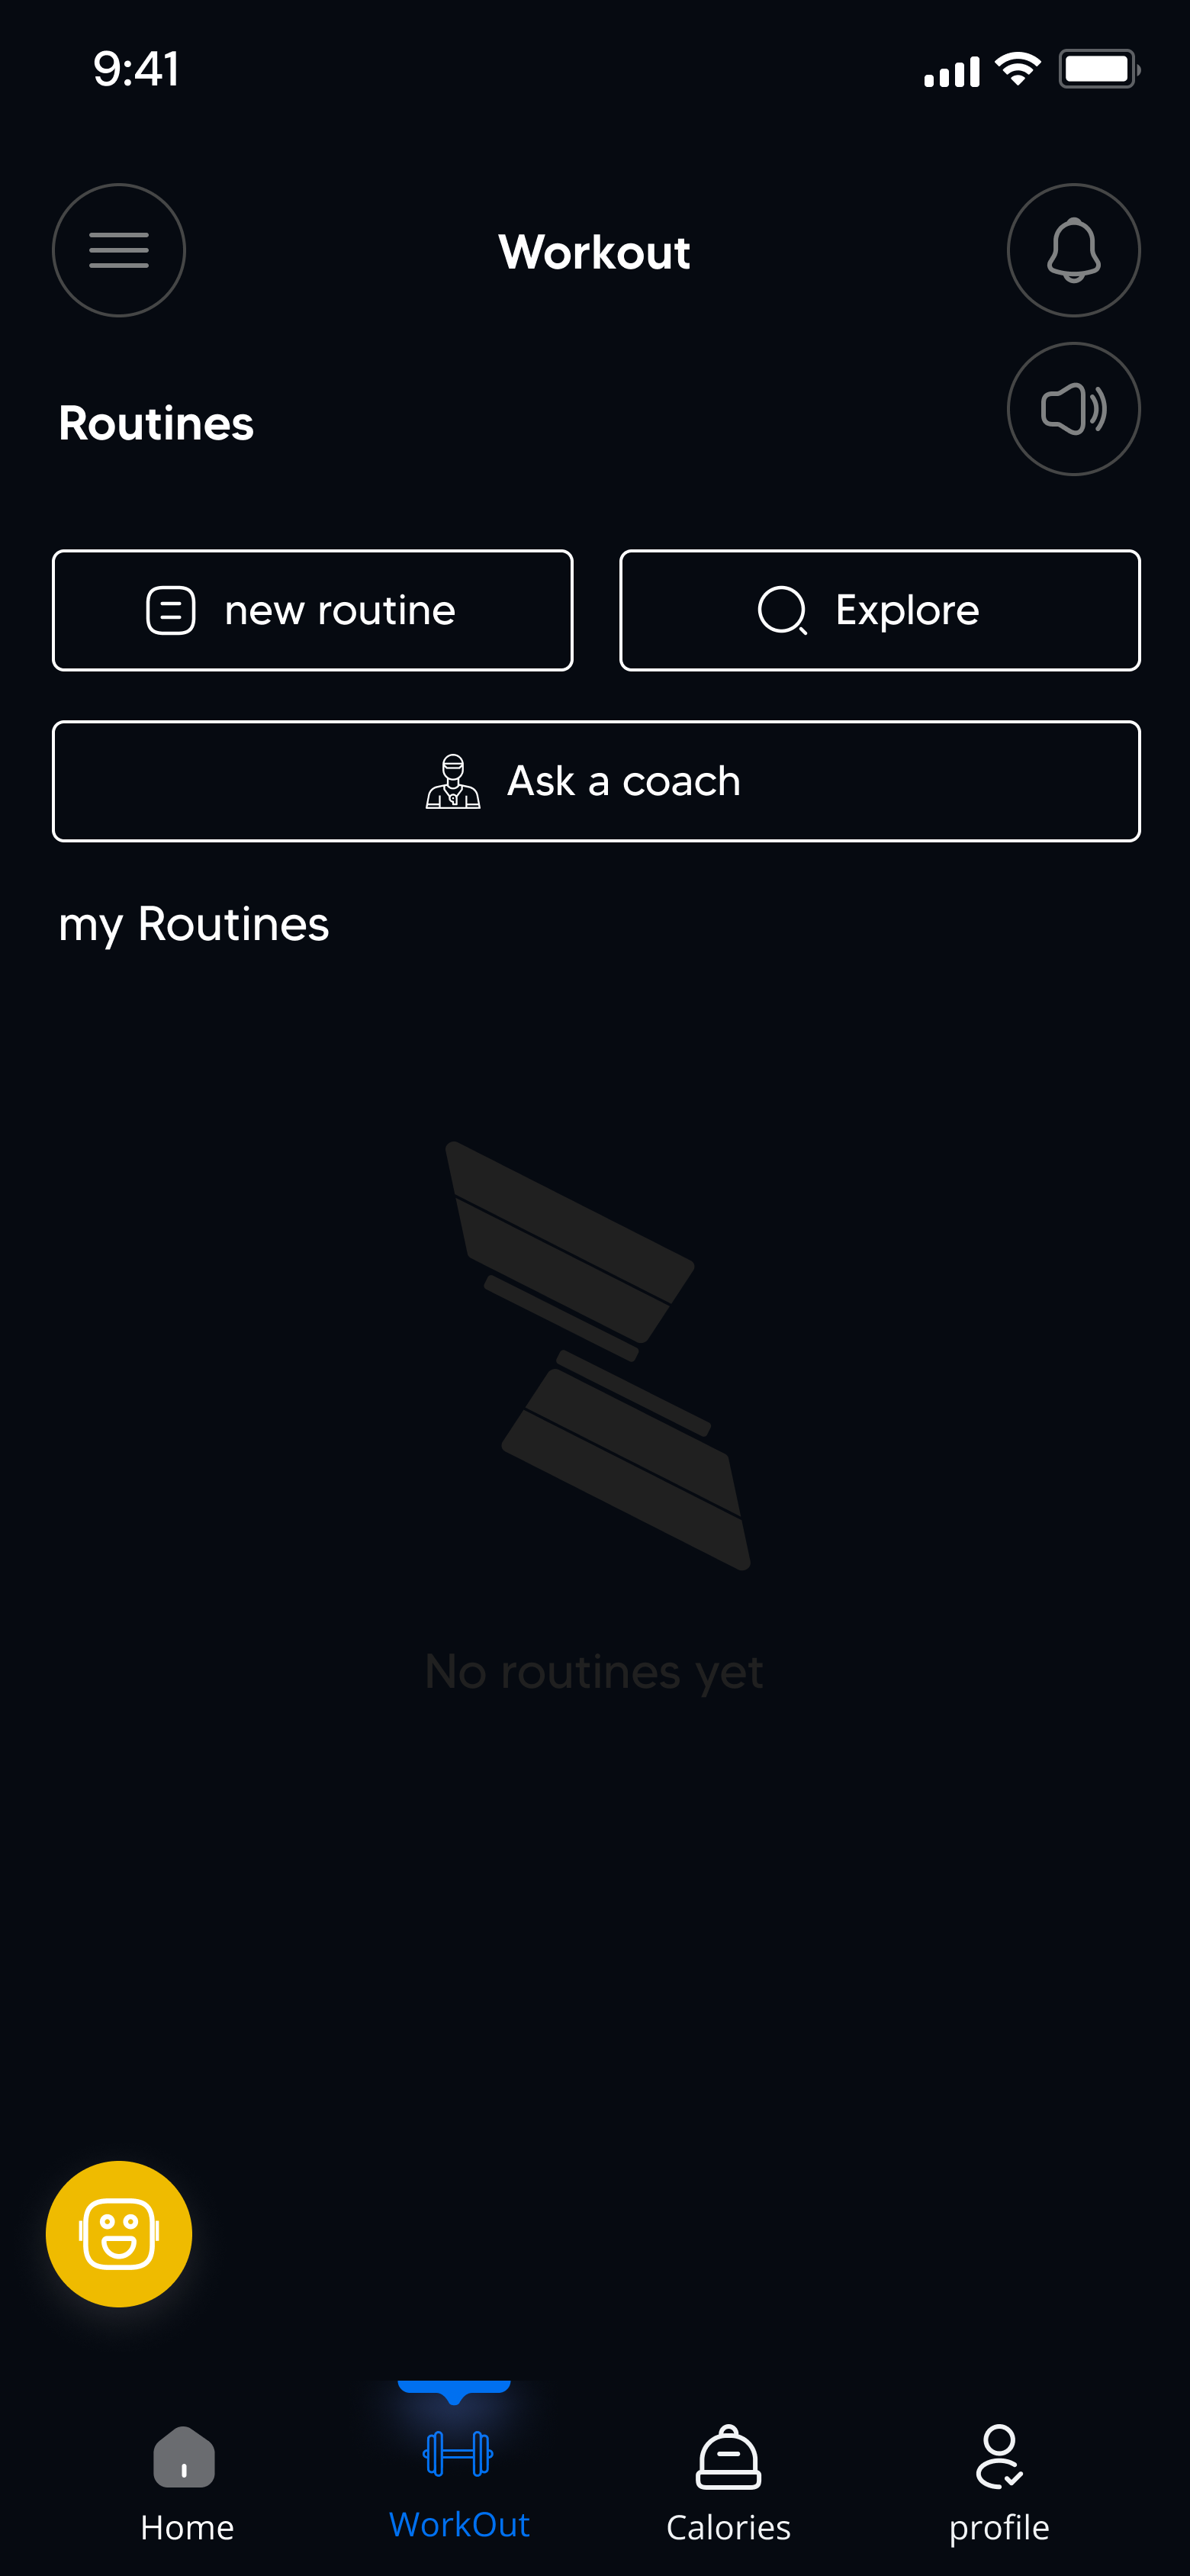 9:41
Workout
Routines
new routine
Explore
Ask a coach
my Routines
No routines yet
Home
WorkOut
Calories
profile